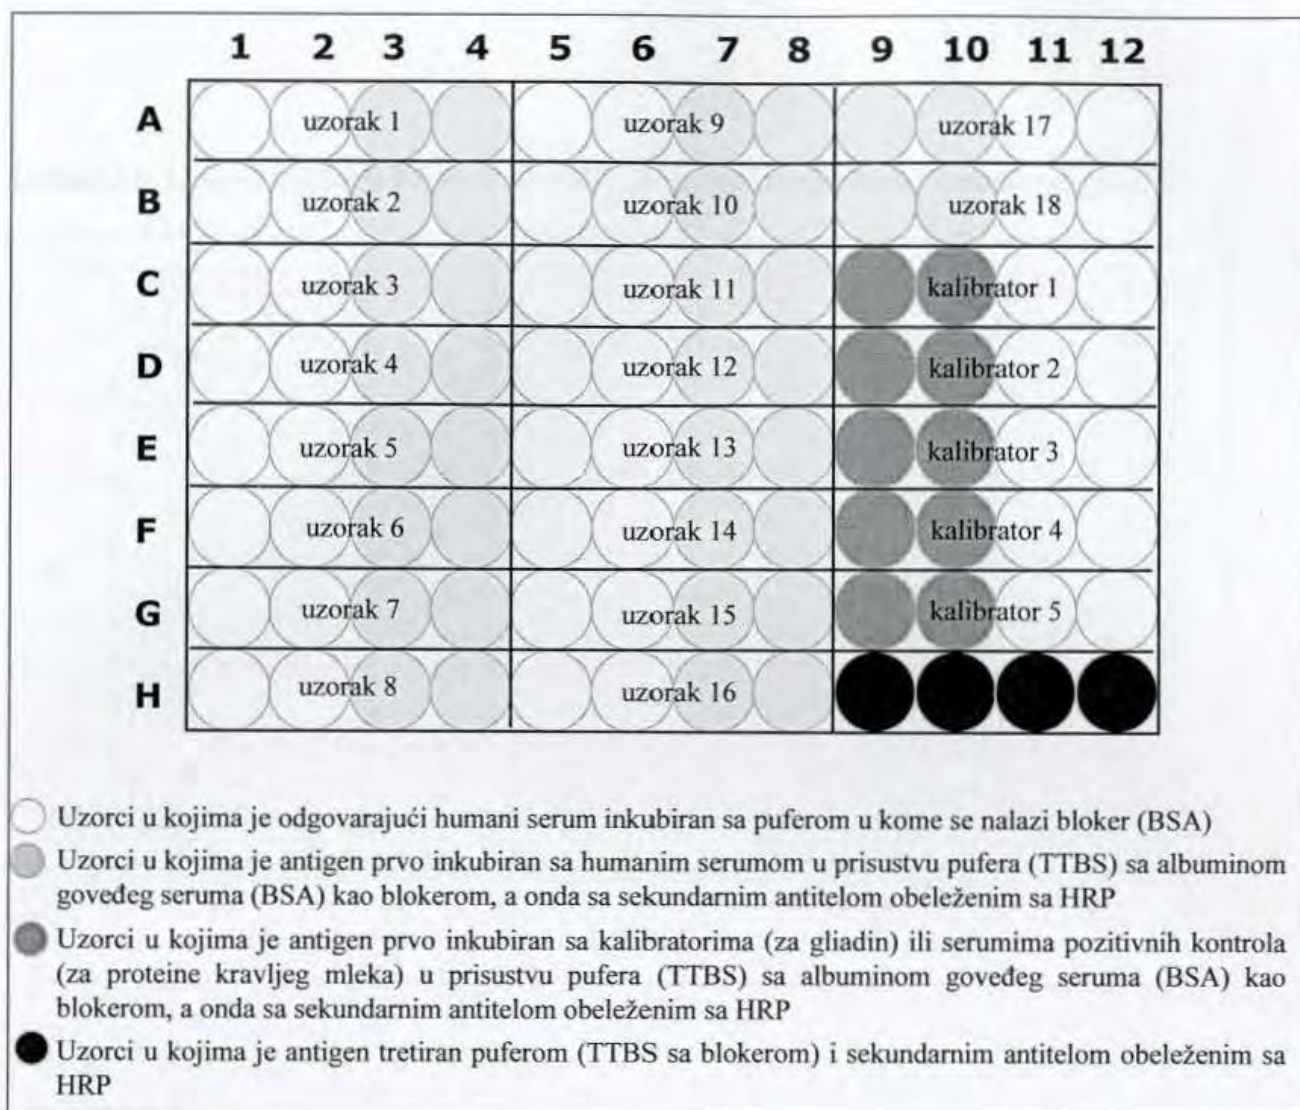 1 2 3 4 5 6 7 8 9 10 11 12
A uzorak 1 uzorak 9 uzorak 17
B uzorak 2 uzorak 10 uzorak 18
C uzorak 3 uzorak 11 kalibrator 1
D uzorak 4 uzorak 12 kalibrator 2
E uzorak 5 uzorak 13 kalibrator 3
F uzorak 6 uzorak 14 kalibrator 4
G uzorak 7 uzorak 15 kalibrator 5
H uzorak 8 uzorak 16
Uzorci u kojima je odgovarajući humani serum inkubiran sa puferom u kome se nalazi bloker (BSA)
Uzorci u kojima je antigen prvo inkubiran sa humanim serumom u prisustvu pufera (TTBS) sa albuminom
goveđeg seruma (BSA) kao blokerom, a onda sa sekundarnim antitelom obeleženim sa HRP
Uzorci u kojima je antigen prvo inkubiran sa kalibratorima (za gliadin) ili serumima pozitivnih kontrola
(za proteine kravljeg mleka) u prisustvu pufera (TTBS) sa albuminom goveđeg seruma (BSA) kao
blokerom, a onda sa sekundarnim antitelom obeleženim sa HRP
Uzorci u kojima je antigen tretiran puferom (TTBS sa blokerom) i sekundarnim antitelom obeleženim sa
HRP